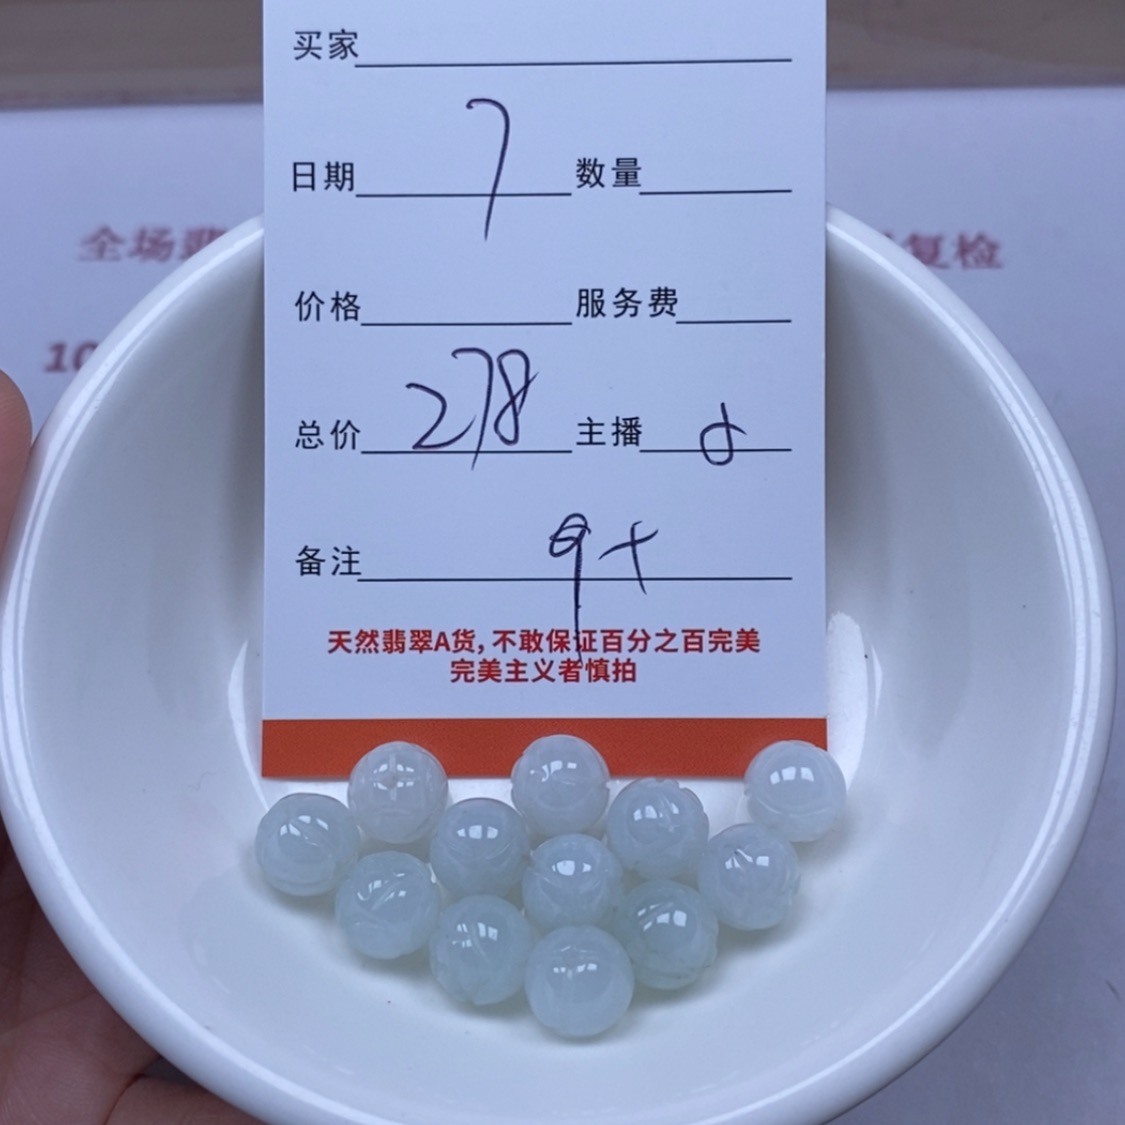 买家
日期 7 数量
价格 服务费
总价 278 主播
备注 9+
天然翡翠A货,不敢保证百分之百完美
完美主义者慎拍
全场翡 复检
10